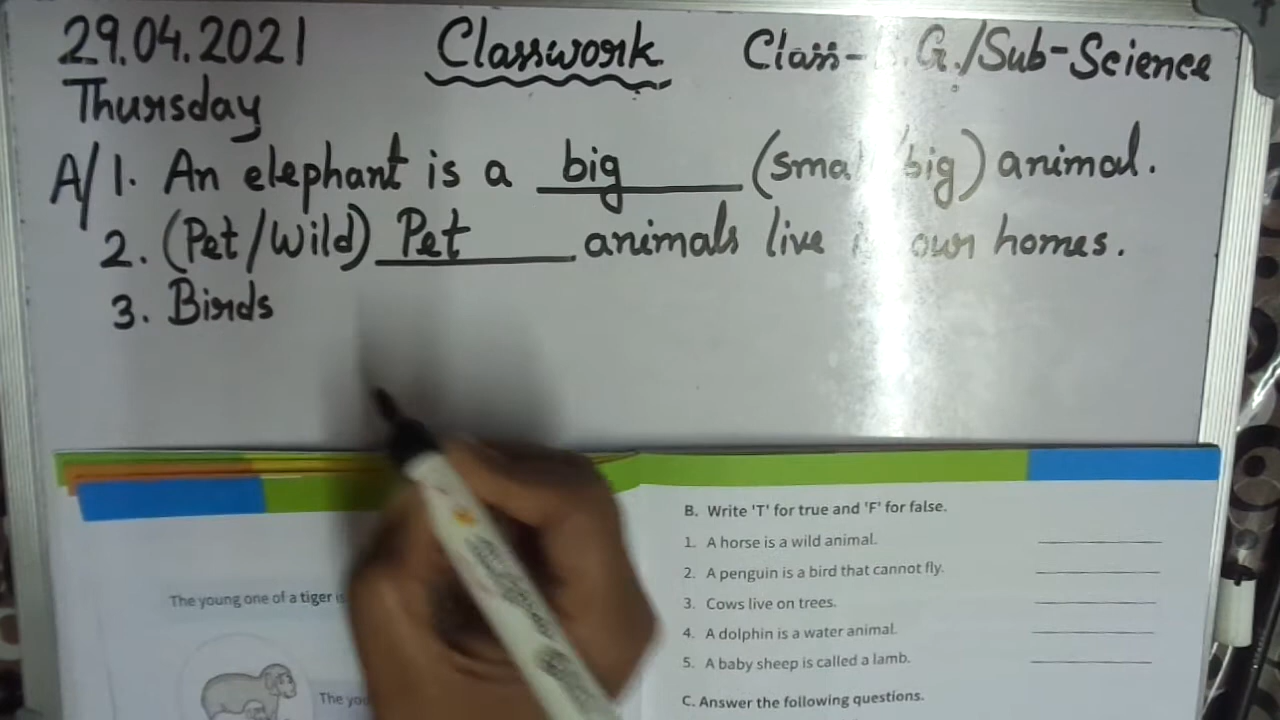 29.04.2021 Classwork Class- G./Sub-Science
Thursday
A/ 1. An elephant is a big (small/big) animal.
2. (Pet/Wild) Pet animals live in our homes.
3. Birds
The young one of a tiger
The
B. Write 'T' for true and 'F' for false.
1. A horse is a wild animal.
2. A penguin is a bird that cannot fly.
3. Cows live on trees.
4. A dolphin is a water animal.
5. A baby sheep is called a lamb.
C. Answer the following questions.